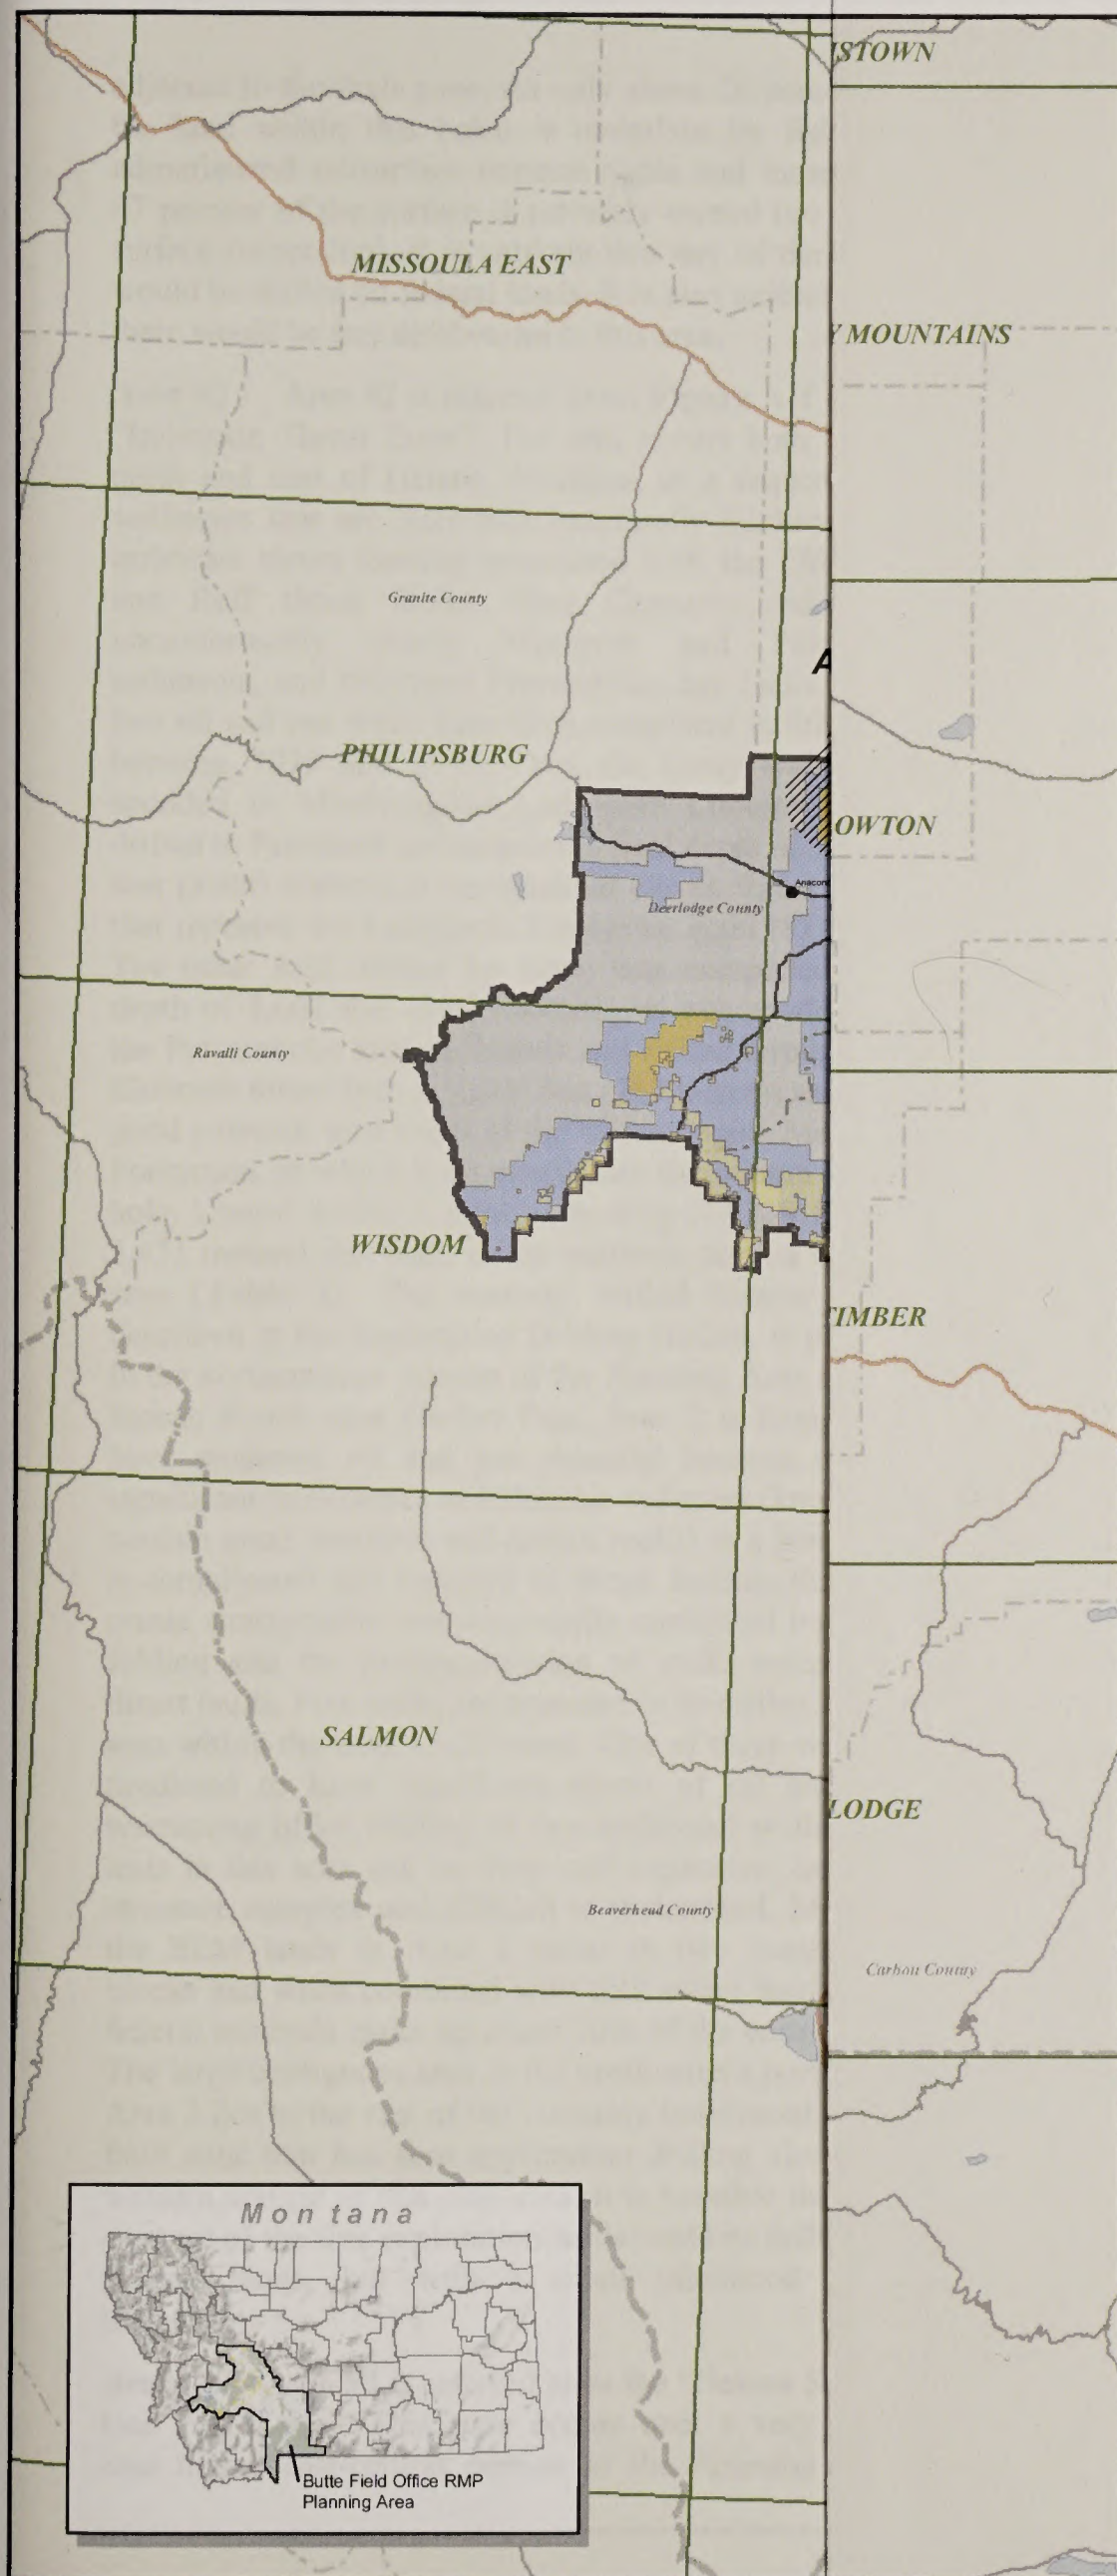 ISTOWN
MISSOULA EAST
Y MOUNTAINS
Granite County
A
PHILIPSBURG
OWTON
Anacon
Deerlodge County
Ravalli County
WISDOM
TIMBER
SALMON
LODGE
Beaverhead County
Carbon County
Montana
Butte Field Office RMP
Planning Area